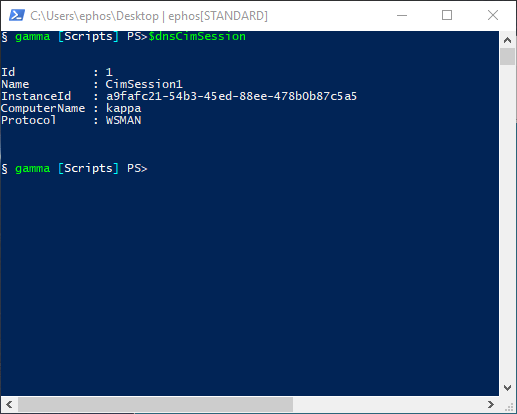 C:\Users\ephos\Desktop | ephos[STANDARD]
§ gamma [Scripts] PS>$dnsCimSession
Id           : 1
Name         : CimSession1
InstanceId   : a9fafc21-54b3-45ed-88ee-478b0b87c5a5
ComputerName : kappa
Protocol     : WSMAN
§ gamma [Scripts] PS>